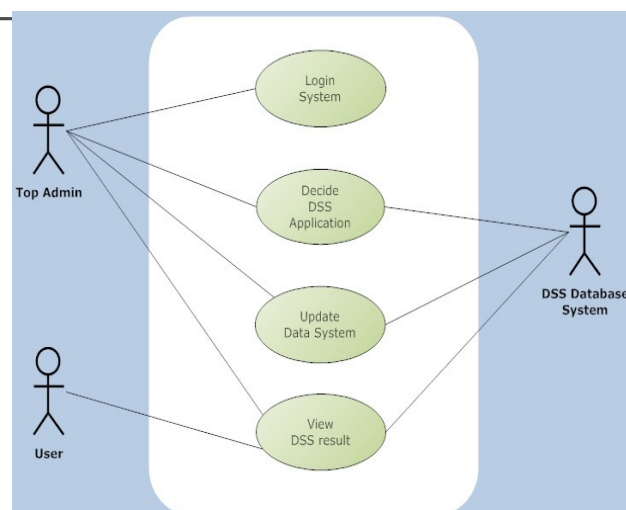 Login
System
Top Admin
Decide
DSS
Application
DSS Database
System
Update
Data System
User
View
DSS result